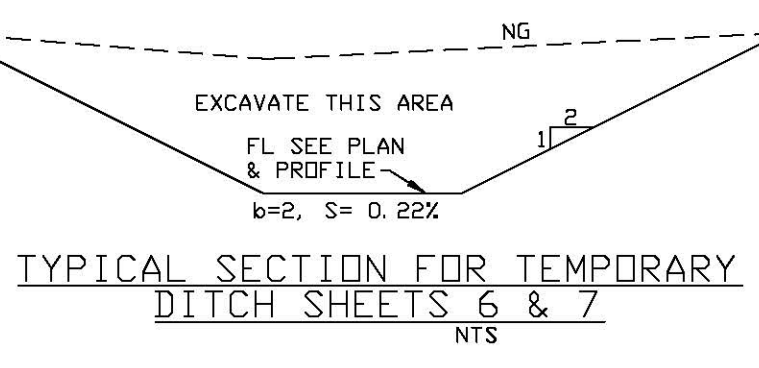 NG
EXCAVATE THIS AREA
2
1
FL SEE PLAN
& PROFILE
b=2, S= 0.22%
TYPICAL SECTION FOR TEMPORARY
DITCH SHEETS 6 & 7
NTS